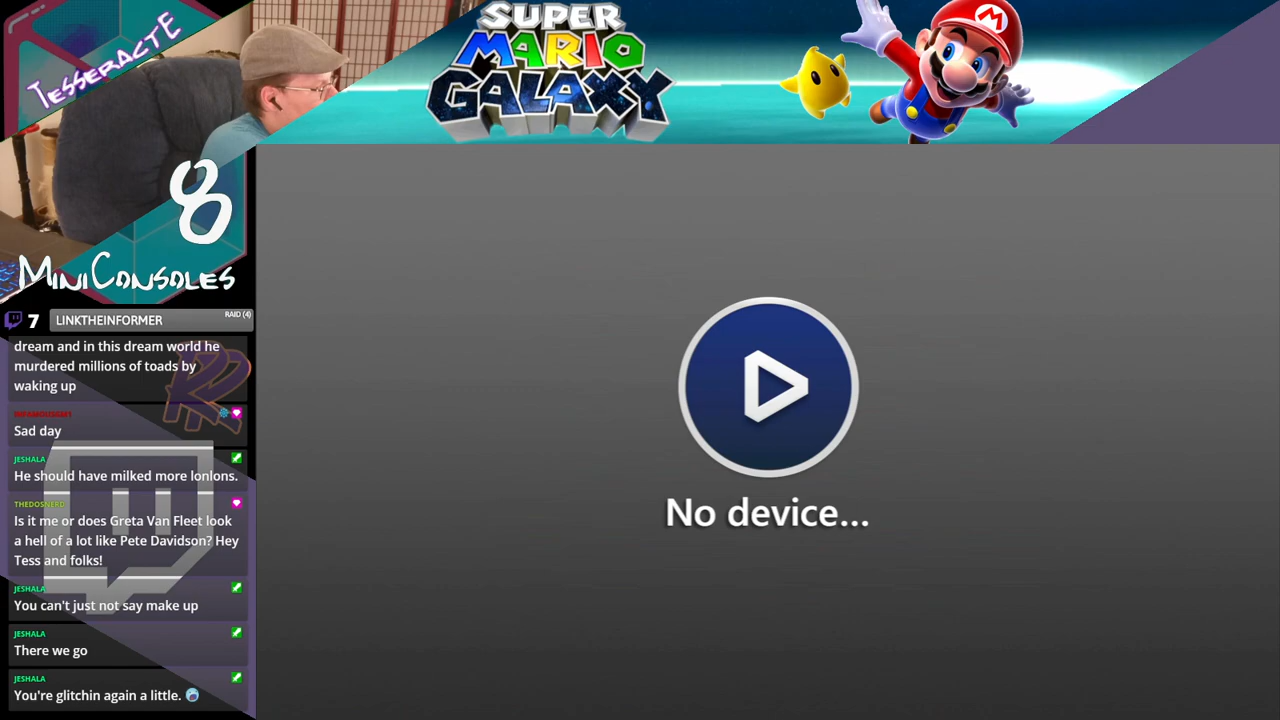 TESSERACTE
SUPER
MARIO
GALAXY
M
8
MINICONSOLES
7 LINKTHEINFORMER RAID (4)
dream and in this dream world he
murdered millions of toads by
waking up
Sad day
JESHALA
He should have milked more lonlons.
THEDOSNERD
Is it me or does Greta Van Fleet look
a hell of a lot like Pete Davidson? Hey
Tess and folks!
JESHALA
You can't just not say make up
JESHALA
There we go
JESHALA
You're glitchin again a little.
No device...